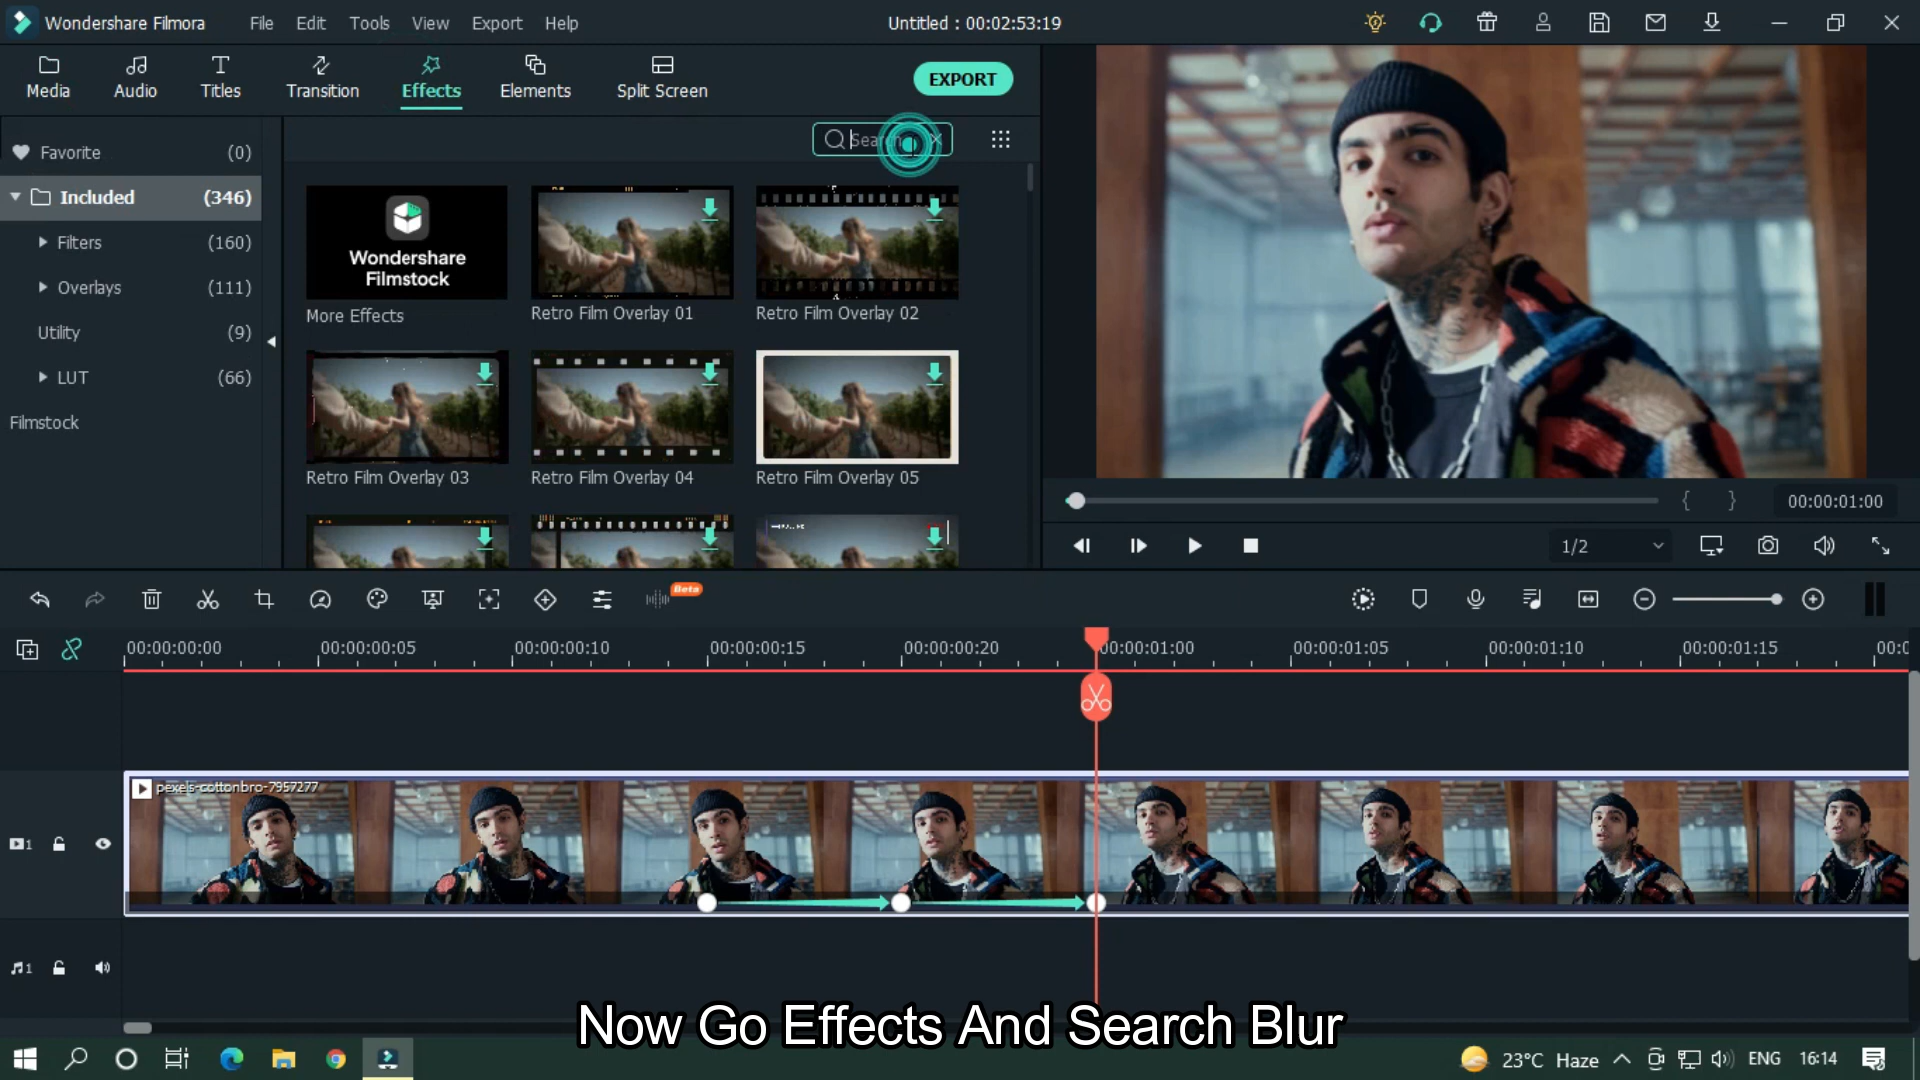 Wondershare Filmora File Edit Tools View Export Help Untitled : 00:02:53:19
Media Audio Titles Transition Effects Elements Split Screen EXPORT
Favorite (0)
Included (346)
Filters (160)
Overlays (111)
Utility (9)
LUT (66)
Filmstock
Search
Wondershare
Filmstock
More Effects Retro Film Overlay 01 Retro Film Overlay 02
Retro Film Overlay 03 Retro Film Overlay 04 Retro Film Overlay 05
{ } 00:00:01:00
1/2
Beta
00:00:00:00 00:00:00:05 00:00:00:10 00:00:00:15 00:00:00:20 00:00:01:00 00:00:01:05 00:00:01:10 00:00:01:15 00:0
pexels-cottonbro-7957277
1
1
Now Go Effects And Search Blur
23°C Haze ENG 16:14